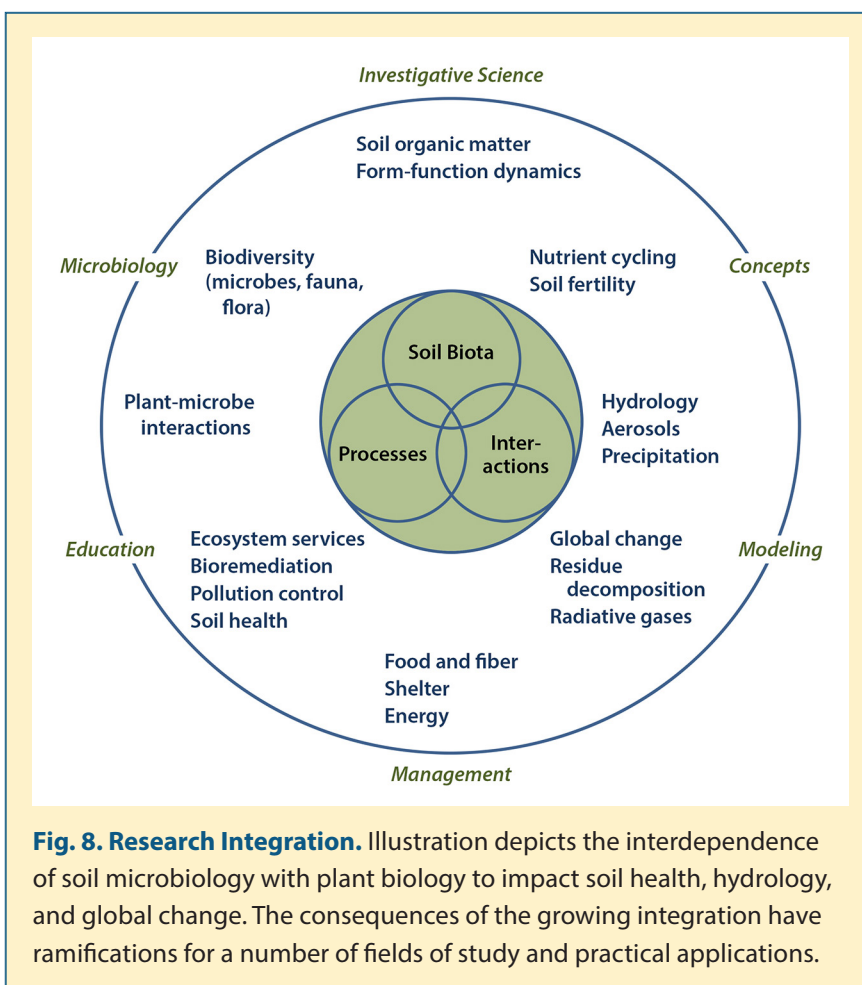 Investigative Science
Soil organic matter
Form-function dynamics
Microbiology
Biodiversity
(microbes, fauna,
flora)
Nutrient cycling
Soil fertility
Concepts
Soil Biota
Plant-microbe
interactions
Processes
Inter-
actions
Hydrology
Aerosols
Precipitation
Education
Ecosystem services
Bioremediation
Pollution control
Soil health
Global change
Residue
decomposition
Radiative gases
Modeling
Food and fiber
Shelter
Energy
Management
Fig. 8. Research Integration. Illustration depicts the interdependence
of soil microbiology with plant biology to impact soil health, hydrology,
and global change. The consequences of the growing integration have
ramifications for a number of fields of study and practical applications.